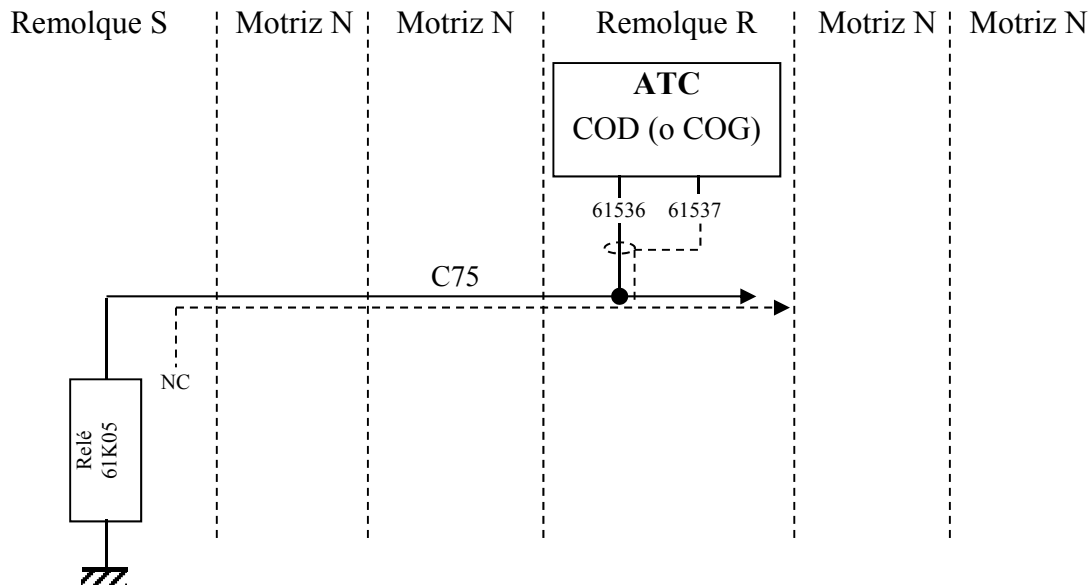 Remolque S Motriz N Motriz N Remolque R Motriz N Motriz N
ATC
COD (o COG)
61536 61537
C75
NC
Relé
61K05